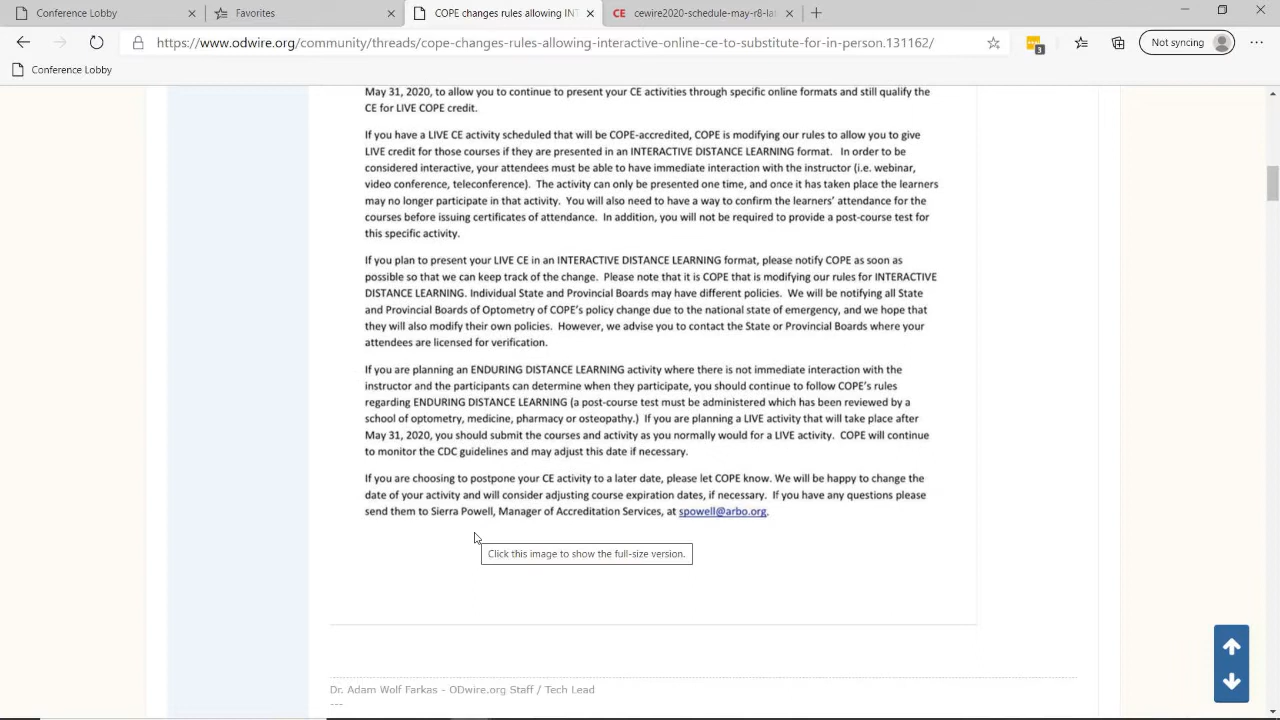 Conference Lobby
Favorites
COPE changes rules allowing INT
CE cewire2020-schedule-may-r8-la
https://www.odwire.org/community/threads/cope-changes-rules-allowing-interactive-online-ce-to-substitute-for-in-person.131162/
3
Not syncing
Conference Lobby
May 31, 2020, to allow you to continue to present your CE activities through specific online formats and still qualify the
CE for LIVE COPE credit.
If you have a LIVE CE activity scheduled that will be COPE-accredited, COPE is modifying our rules to allow you to give
LIVE credit for those courses if they are presented in an INTERACTIVE DISTANCE LEARNING format. In order to be
considered interactive, your attendees must be able to have immediate interaction with the instructor (i.e. webinar,
video conference, teleconference). The activity can only be presented one time, and once it has taken place the learners
may no longer participate in that activity. You will also need to have a way to confirm the learners' attendance for the
courses before issuing certificates of attendance. In addition, you will not be required to provide a post-course test for
this specific activity.
If you plan to present your LIVE CE in an INTERACTIVE DISTANCE LEARNING format, please notify COPE as soon as
possible so that we can keep track of the change. Please note that it is COPE that is modifying our rules for INTERACTIVE
DISTANCE LEARNING. Individual State and Provincial Boards may have different policies. We will be notifying all State
and Provincial Boards of Optometry of COPE's policy change due to the national state of emergency, and we hope that
they will also modify their own policies. However, we advise you to contact the State or Provincial Boards where your
attendees are licensed for verification.
If you are planning an ENDURING DISTANCE LEARNING activity where there is not immediate interaction with the
instructor and the participants can determine when they participate, you should continue to follow COPE's rules
regarding ENDURING DISTANCE LEARNING (a post-course test must be administered which has been reviewed by a
school of optometry, medicine, pharmacy or osteopathy.) If you are planning a LIVE activity that will take place after
May 31, 2020, you should submit the courses and activity as you normally would for a LIVE activity. COPE will continue
to monitor the CDC guidelines and may adjust this date if necessary.
If you are choosing to postpone your CE activity to a later date, please let COPE know. We will be happy to change the
date of your activity and will consider adjusting course expiration dates, if necessary. If you have any questions please
send them to Sierra Powell, Manager of Accreditation Services, at spowell@arbo.org.
Click this image to show the full-size version.
Dr. Adam Wolf Farkas - ODwire.org Staff / Tech Lead
---